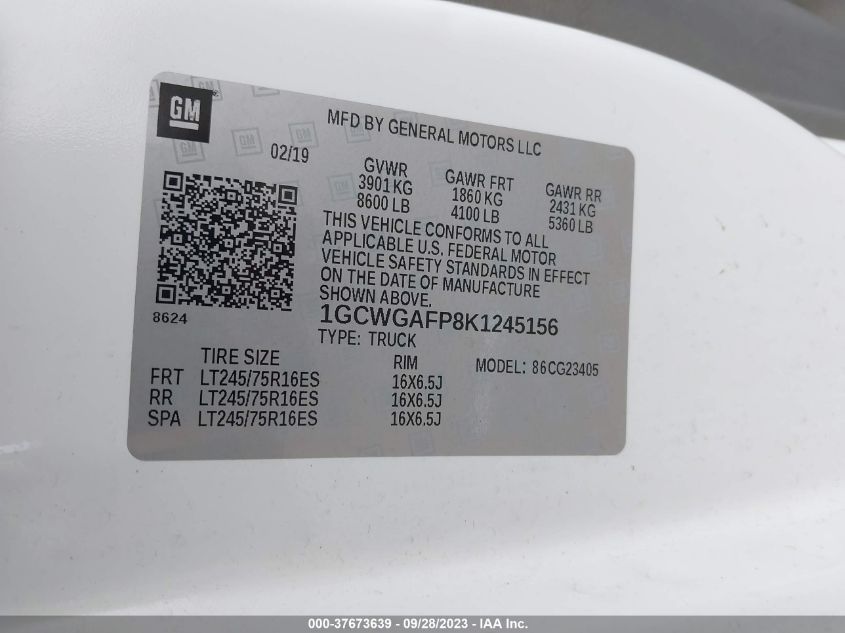 GM
MFD BY GENERAL MOTORS LLC
02/19
GVWR
3901 KG
8600 LB
GAWR FRT
1860 KG
4100 LB
GAWR RR
2431 KG
5360 LB
THIS VEHICLE CONFORMS TO ALL
APPLICABLE U.S. FEDERAL MOTOR
VEHICLE SAFETY STANDARDS IN EFFECT
ON THE DATE OF MANUFACTURE
SHOWN ABOVE.
8624
1GCWGAFP8K1245156
TYPE: TRUCK
TIRE SIZE
RIM
MODEL: 86CG23405
FRT LT245/75R16ES 16X6.5J
RR LT245/75R16ES 16X6.5J
SPA LT245/75R16ES 16X6.5J
000-37673639 - 09/28/2023 - IAA Inc.